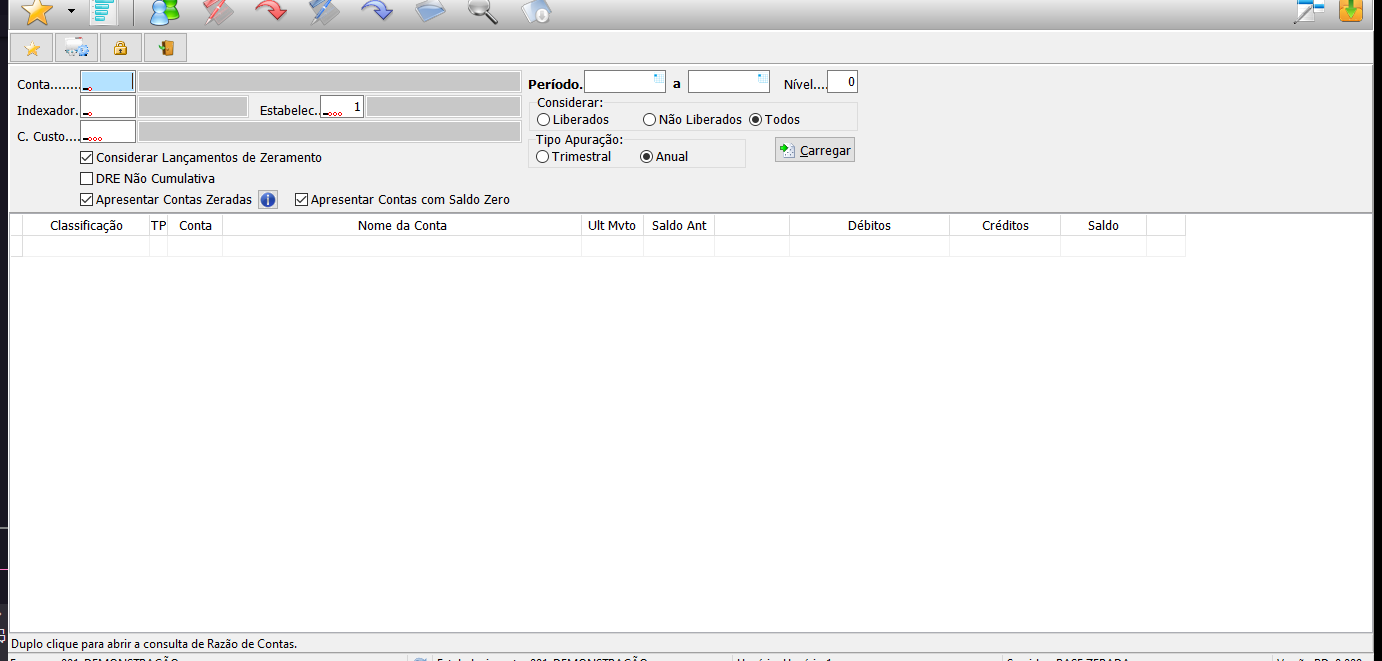 Conta........ Período. a Nível.... 0
Indexador. Estabelec.. 1 Considerar:
Liberados Não Liberados Todos
C. Custo.... Tipo Apuração:
Considerar Lançamentos de Zeramento Trimestral Anual Carregar
DRE Não Cumulativa
Apresentar Contas Zeradas Apresentar Contas com Saldo Zero
Classificação TP Conta Nome da Conta Ult Mvto Saldo Ant Débitos Créditos Saldo
Duplo clique para abrir a consulta de Razão de Contas.